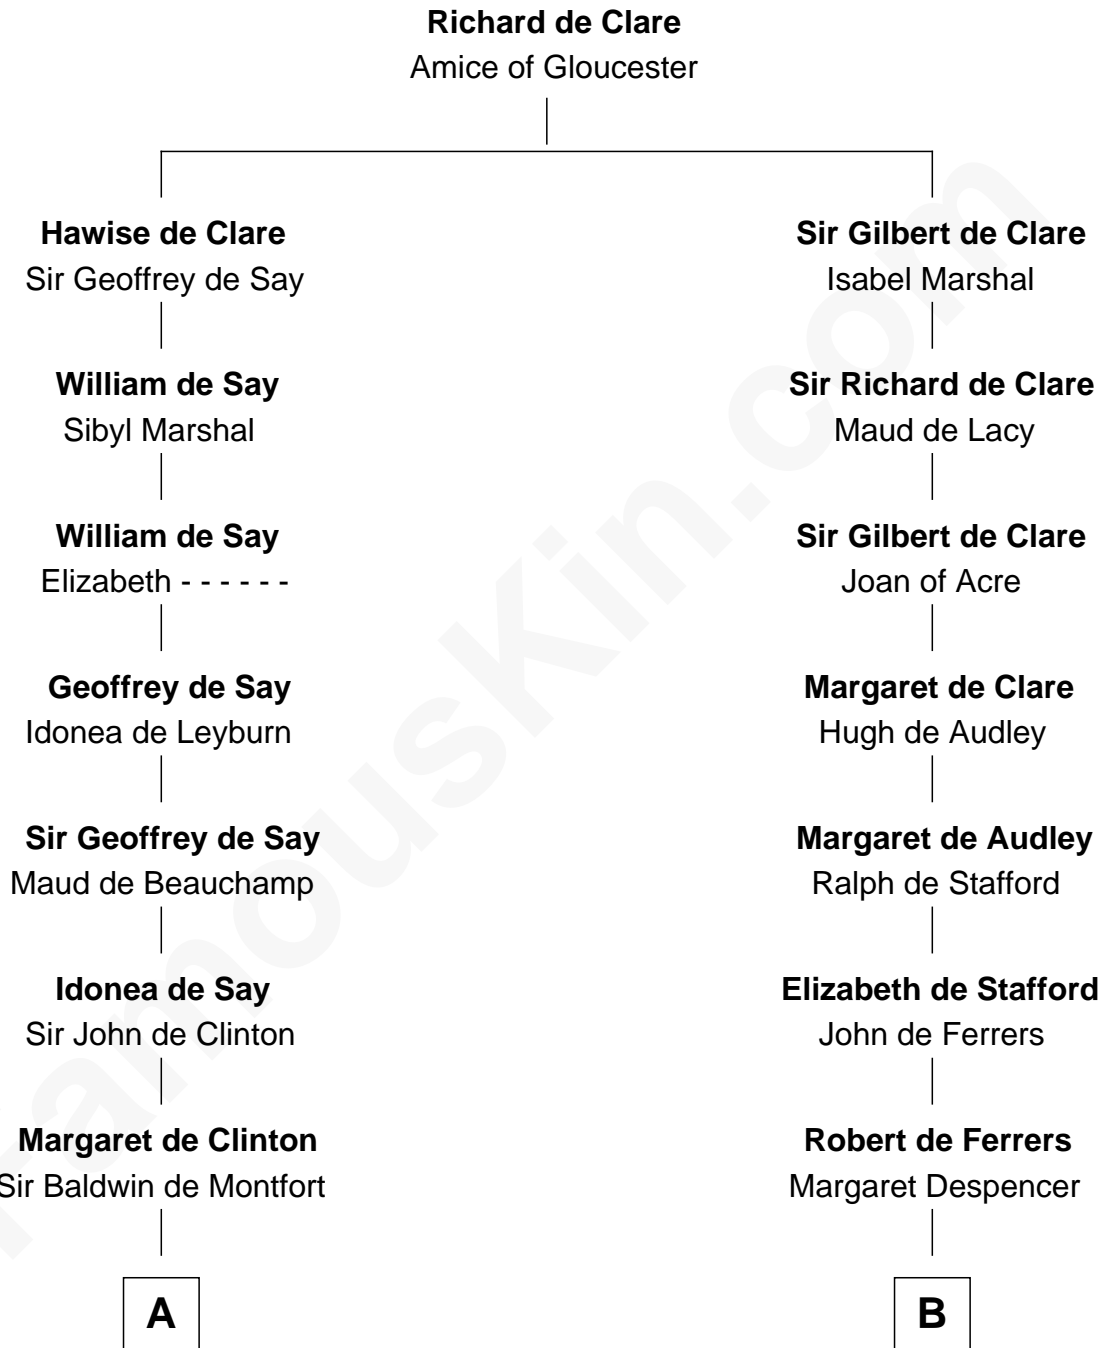 Richard de Clare
Amice of Gloucester
Hawise de Clare
Sir Geoffrey de Say
Sir Gilbert de Clare
Isabel Marshal
William de Say
Sibyl Marshal
Sir Richard de Clare
Maud de Lacy
William de Say
Elizabeth - - - - - -
Sir Gilbert de Clare
Joan of Acre
Geoffrey de Say
Idonea de Leyburn
Margaret de Clare
Hugh de Audley
Sir Geoffrey de Say
Maud de Beauchamp
Margaret de Audley
Ralph de Stafford
Idonea de Say
Sir John de Clinton
Elizabeth de Stafford
John de Ferrers
Margaret de Clinton
Sir Baldwin de Montfort
Robert de Ferrers
Margaret Despencer
A
B
FamousKin.com